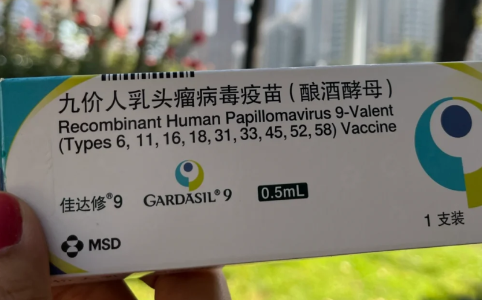 九价人乳头瘤病毒疫苗(酿酒酵母)
Recombinant Human Papillomavirus 9-Valent
(Types 6, 11, 16, 18, 31, 33, 45, 52, 58) Vaccine
佳达修®9 GARDASIL®9 0.5mL
MSD 1 支装